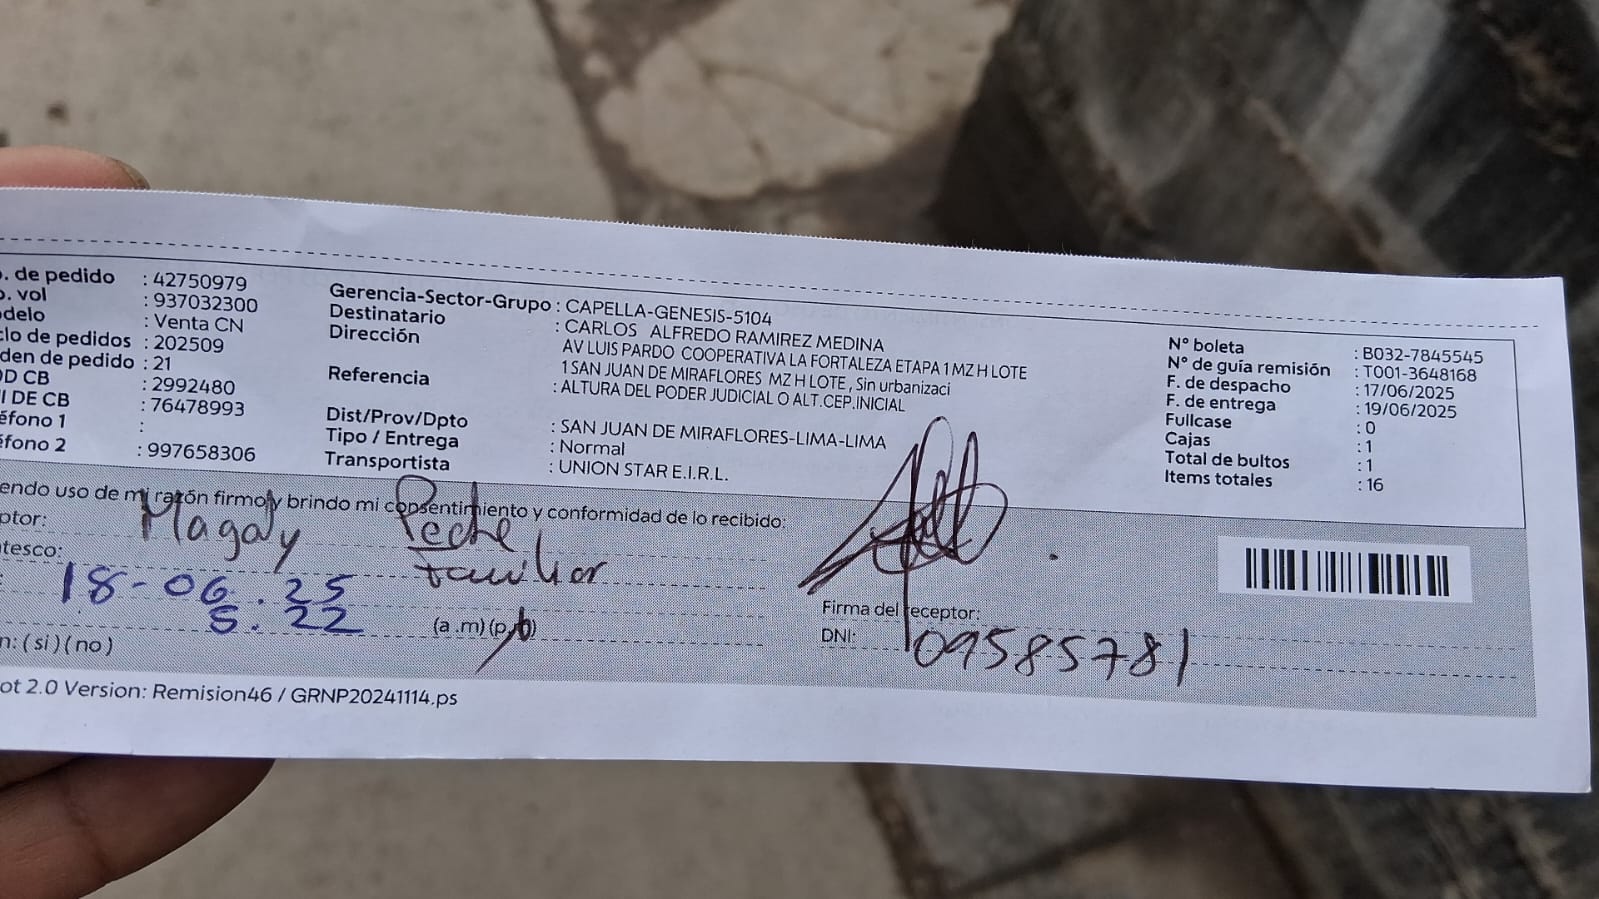 . de pedido : 42750979
. vol : 937032300
delo : Venta CN
clo de pedidos : 202509
den de pedido : 21
D CB : 2992480
I DE CB : 76478993
éfono 1 :
éfono 2 : 997658306
Gerencia-Sector-Grupo : CAPELLA-GENESIS-5104
Destinatario : CARLOS ALFREDO RAMIREZ MEDINA
Dirección AV LUIS PARDO COOPERATIVA LA FORTALEZA ETAPA 1 MZ H LOTE
1 SAN JUAN DE MIRAFLORES MZ H LOTE , Sin urbanizaci
Referencia : ALTURA DEL PODER JUDICIAL O ALT.CEP.INICIAL
Dist/Prov/Dpto : SAN JUAN DE MIRAFLORES-LIMA-LIMA
Tipo / Entrega : Normal
Transportista : UNION STAR E.I.R.L.
N° boleta : B032-7845545
N° de guía remisión : T001-3648168
F. de despacho : 17/06/2025
F. de entrega : 19/06/2025
Fullcase : 0
Cajas : 1
Total de bultos : 1
Items totales : 16
endo uso de mi razón firmo y brindo mi consentimiento y conformidad de lo recibido:
ptor: Magaly Peche
tesco: Familiar
: 18-06.25
5.22 (a .m) (p.m)
n: ( si ) ( no )
Firma del receptor:
DNI: 09585781
ot 2.0 Version: Remision46 / GRNP20241114.ps